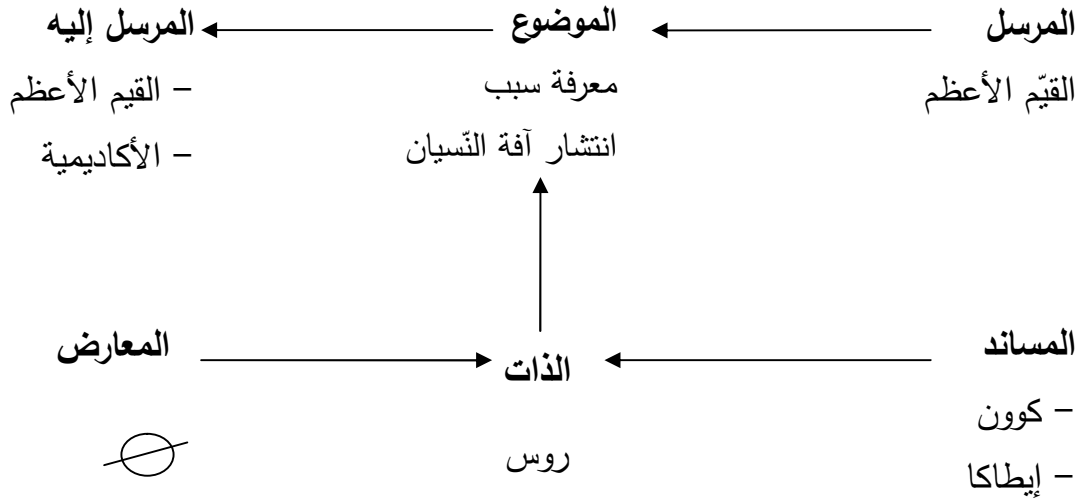 المرسل الموضوع المرسل إليه
القيّم الأعظم معرفة سبب – القيم الأعظم
انتشار آفة النّسيان – الأكاديمية
المساند الذات المعارض
– كوون
روس
– إيطاكا